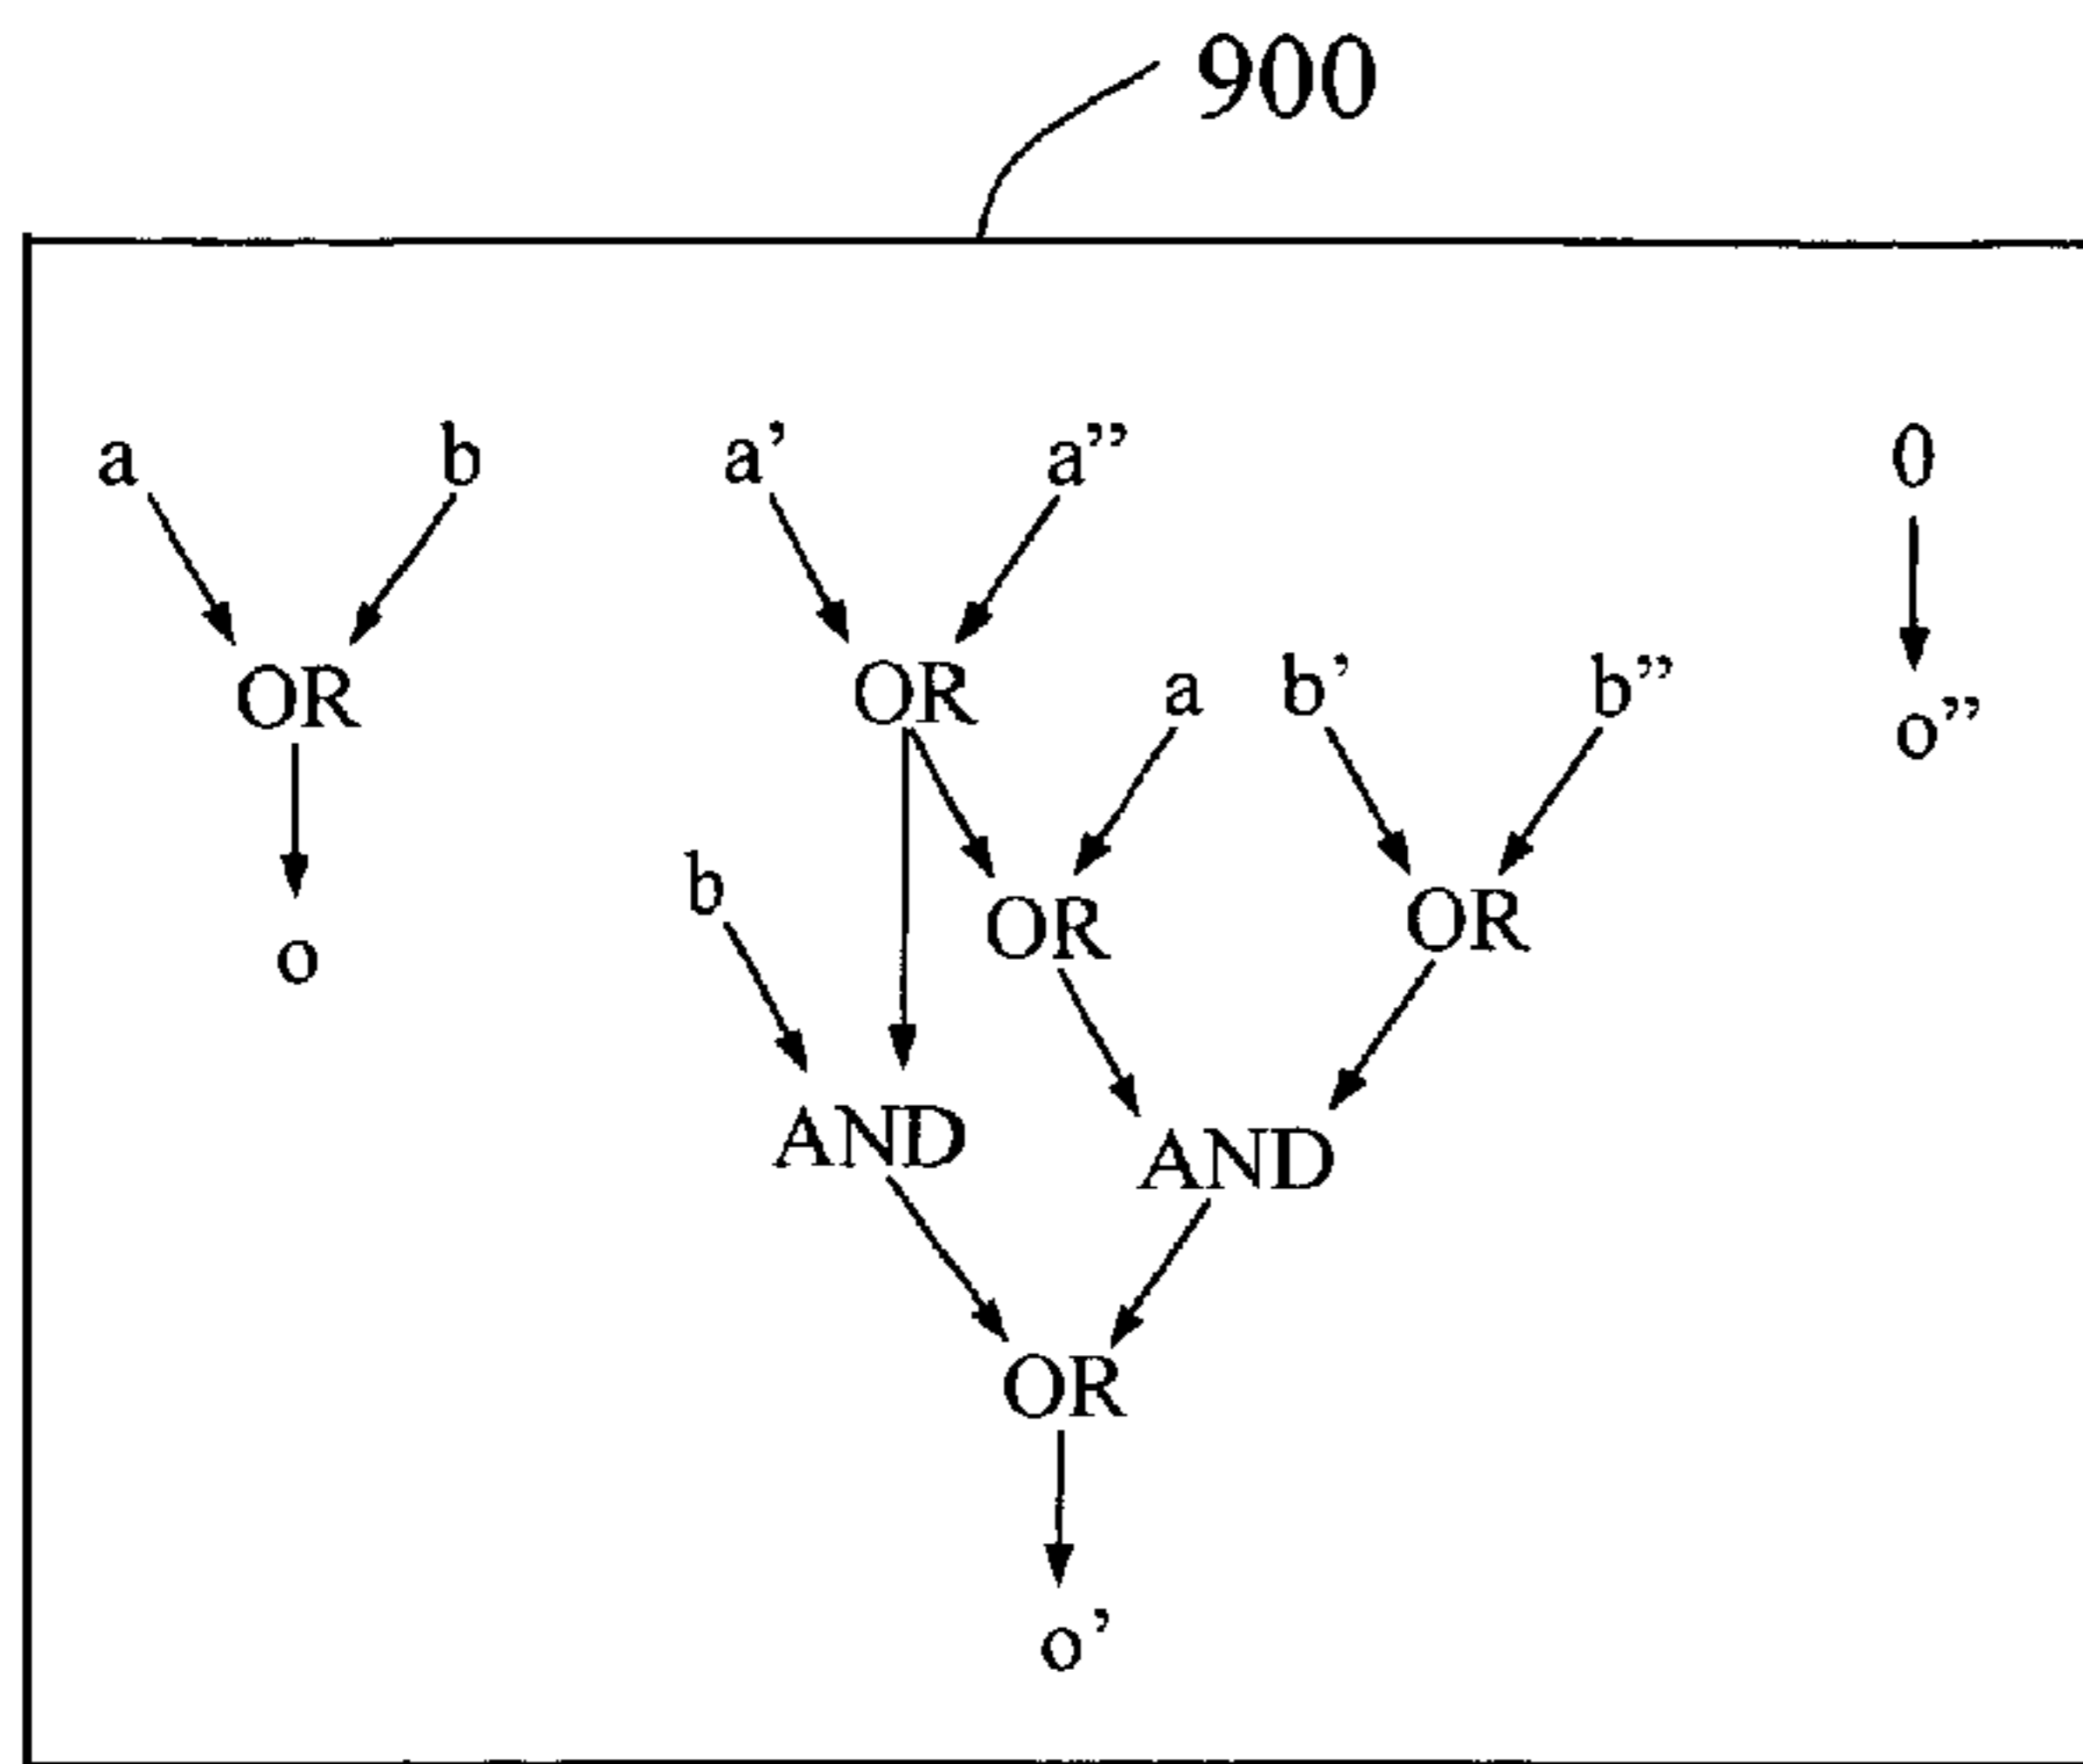 900
a b a’ a” 0
OR OR a b’ b” o”
b OR OR
o
AND AND
OR
o’